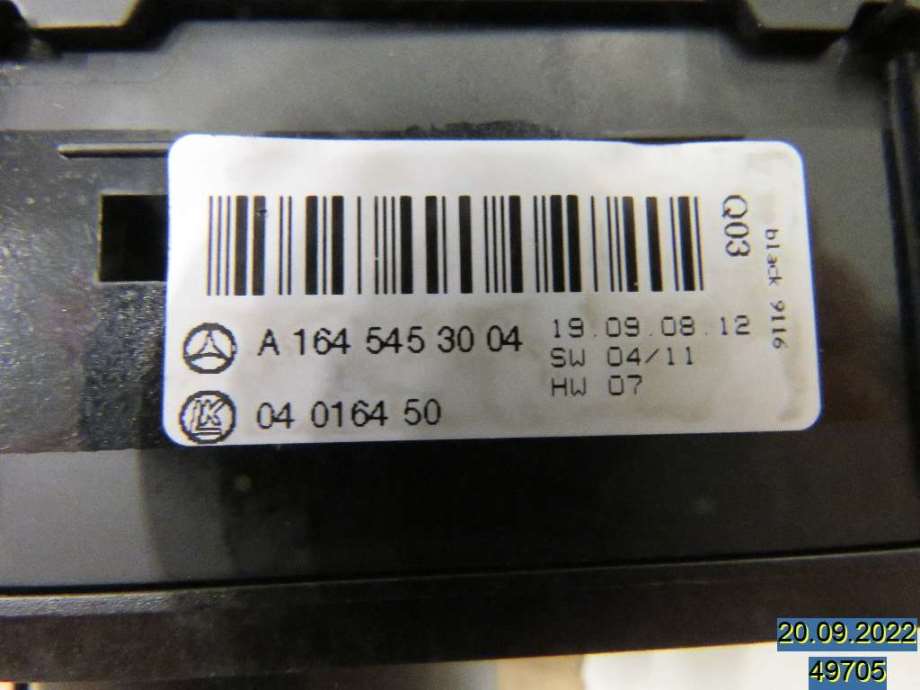 Q03
black 9116
A 164 545 30 04
19.09.08.12
SW 04/11
HW 07
LK
04 0164 50
20.09.2022
49705